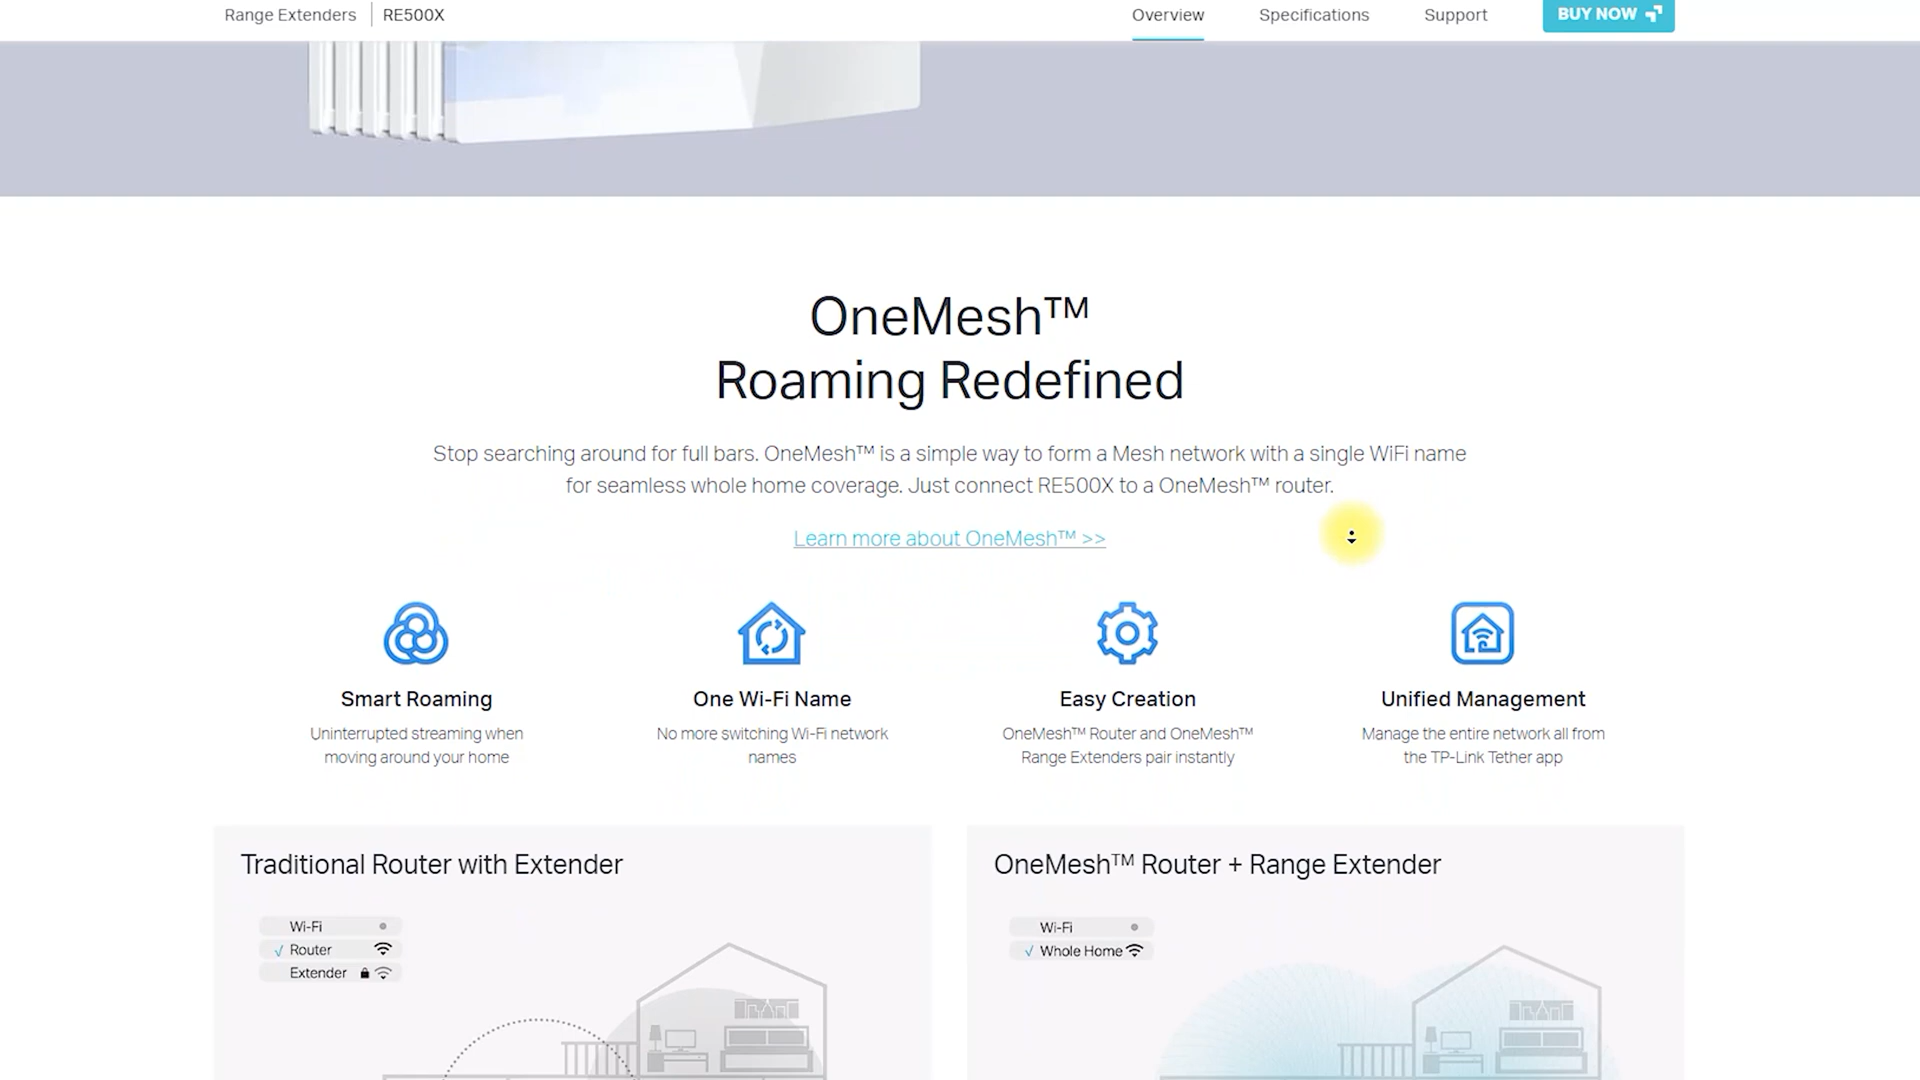 Range Extenders RE500X Overview Specifications Support BUY NOW
OneMesh™
Roaming Redefined
Stop searching around for full bars. OneMesh™ is a simple way to form a Mesh network with a single WiFi name
for seamless whole home coverage. Just connect RE500X to a OneMesh™ router.
Learn more about OneMesh™ >>
Smart Roaming
Uninterrupted streaming when
moving around your home
One Wi-Fi Name
No more switching Wi-Fi network
names
Easy Creation
OneMesh™ Router and OneMesh™
Range Extenders pair instantly
Unified Management
Manage the entire network all from
the TP-Link Tether app
Traditional Router with Extender
Wi-Fi
√ Router
Extender
OneMesh™ Router + Range Extender
Wi-Fi
√ Whole Home